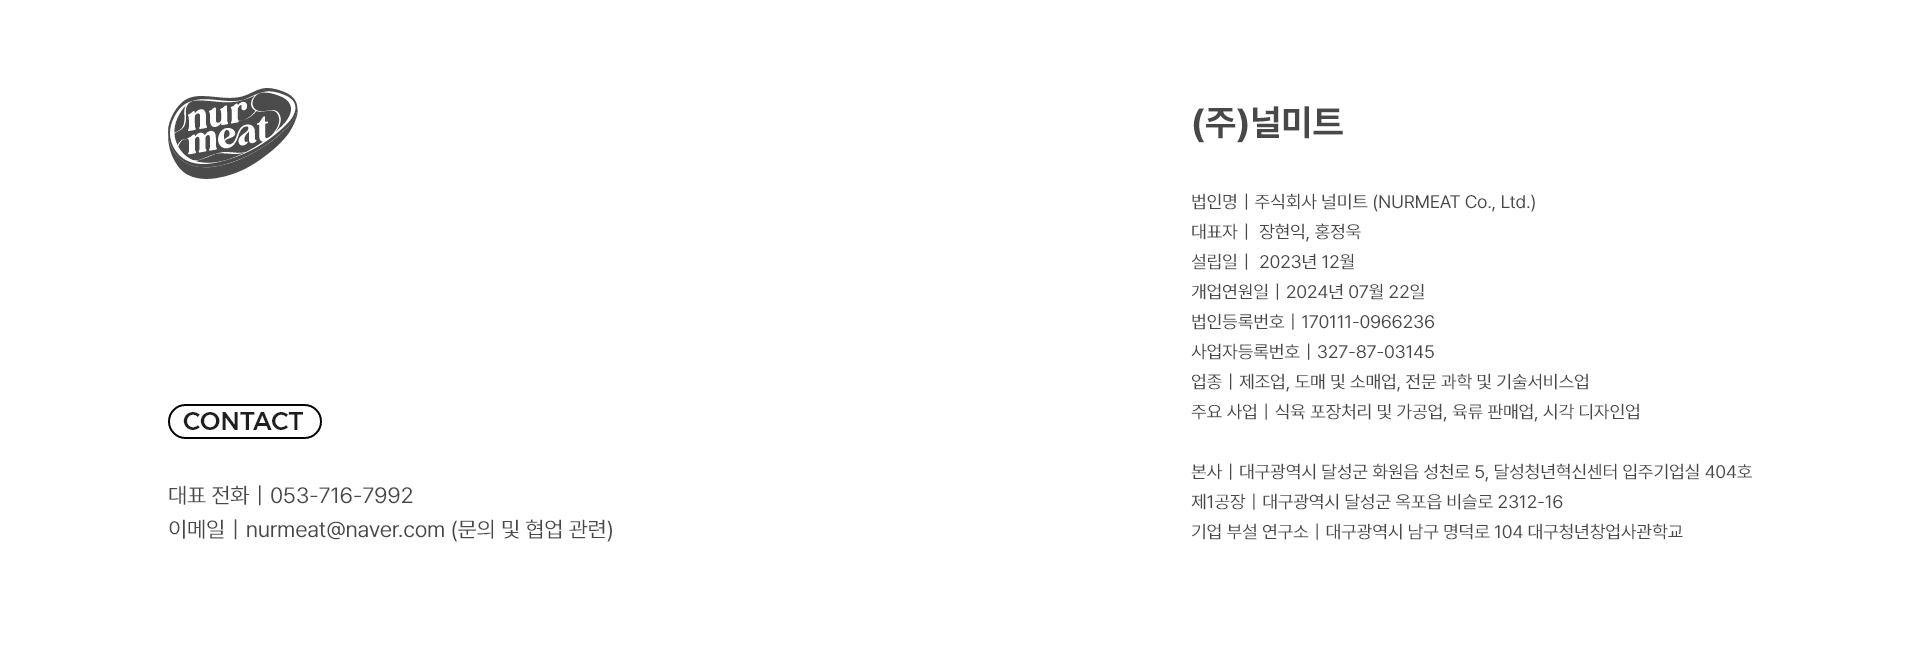 nur
meat
CONTACT
대표 전화 | 053-716-7992
이메일 | nurmeat@naver.com (문의 및 협업 관련)
(주)널미트
법인명 | 주식회사 널미트 (NURMEAT Co., Ltd.)
대표자 | 장현익, 홍정욱
설립일 | 2023년 12월
개업연원일 | 2024년 07월 22일
법인등록번호 | 170111-0966236
사업자등록번호 | 327-87-03145
업종 | 제조업, 도매 및 소매업, 전문 과학 및 기술서비스업
주요 사업 | 식육 포장처리 및 가공업, 육류 판매업, 시각 디자인업
본사 | 대구광역시 달성군 화원읍 성천로 5, 달성청년혁신센터 입주기업실 404호
제1공장 | 대구광역시 달성군 옥포읍 비슬로 2312-16
기업 부설 연구소 | 대구광역시 남구 명덕로 104 대구청년창업사관학교